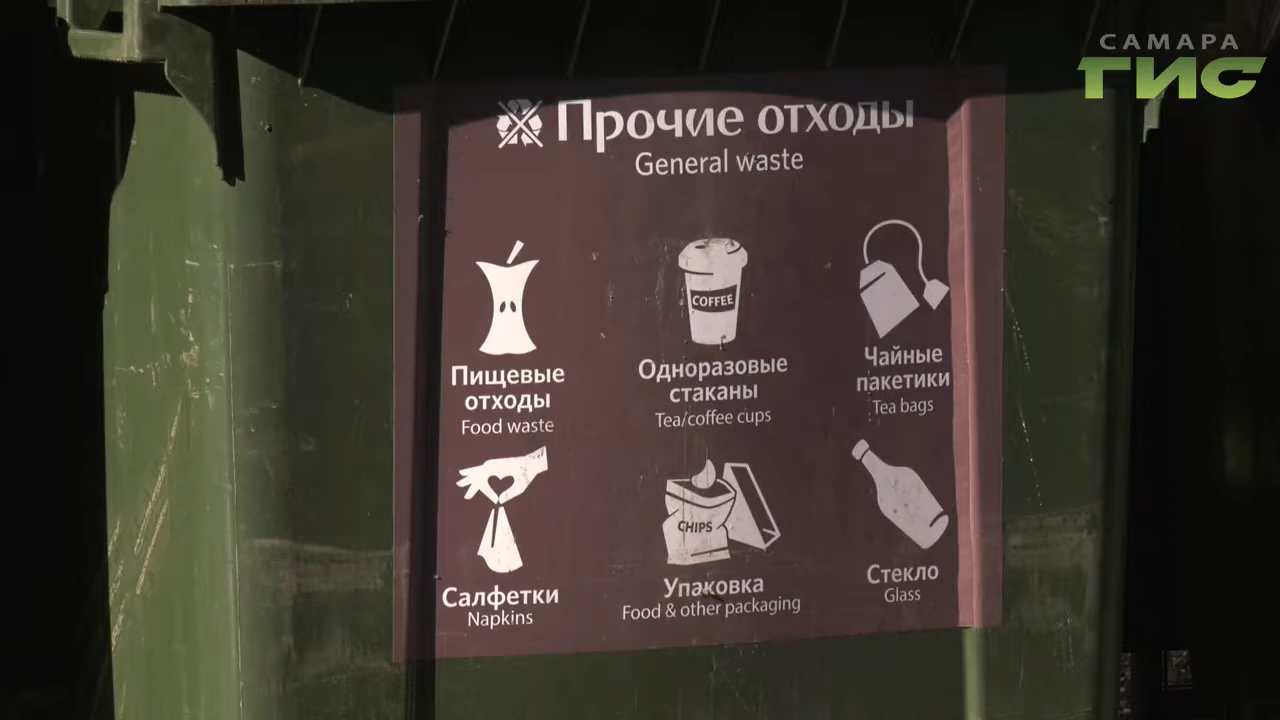 САМАРА
ГИС
Прочие отходы
General waste
COFFEE
Пищевые
отходы
Food waste
Одноразовые
стаканы
Tea/coffee cups
Чайные
пакетики
Tea bags
CHIPS
Салфетки
Napkins
Упаковка
Food & other packaging
Стекло
Glass